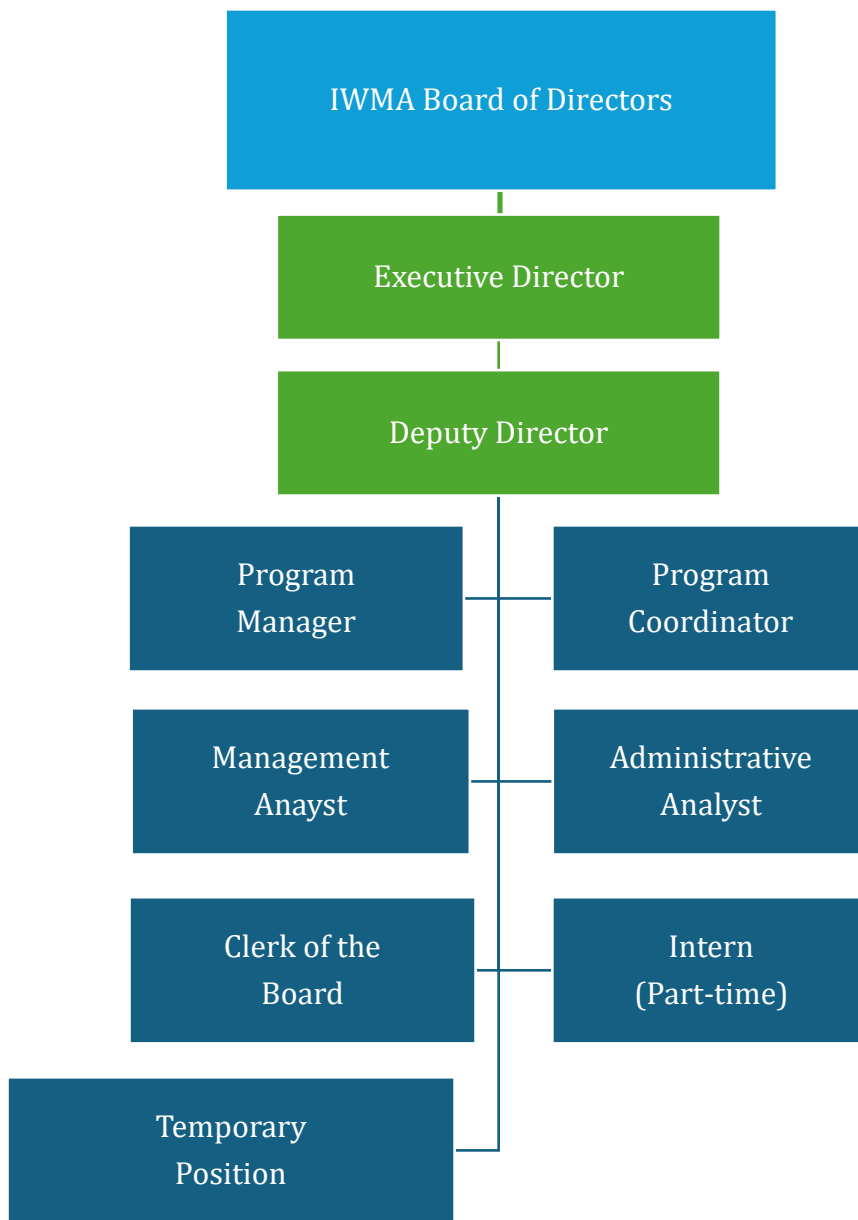 IWMA Board of Directors
Executive Director
Deputy Director
Program
Manager
Program
Coordinator
Management
Anayst
Administrative
Analyst
Clerk of the
Board
Intern
(Part-time)
Temporary
Position